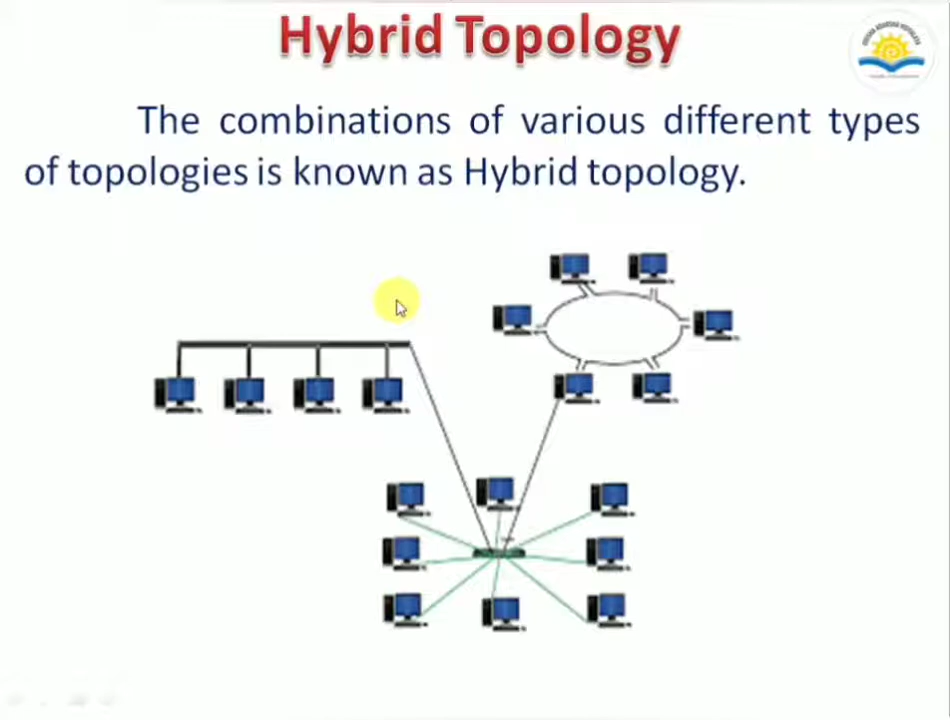 Hybrid Topology
The combinations of various different types
of topologies is known as Hybrid topology.